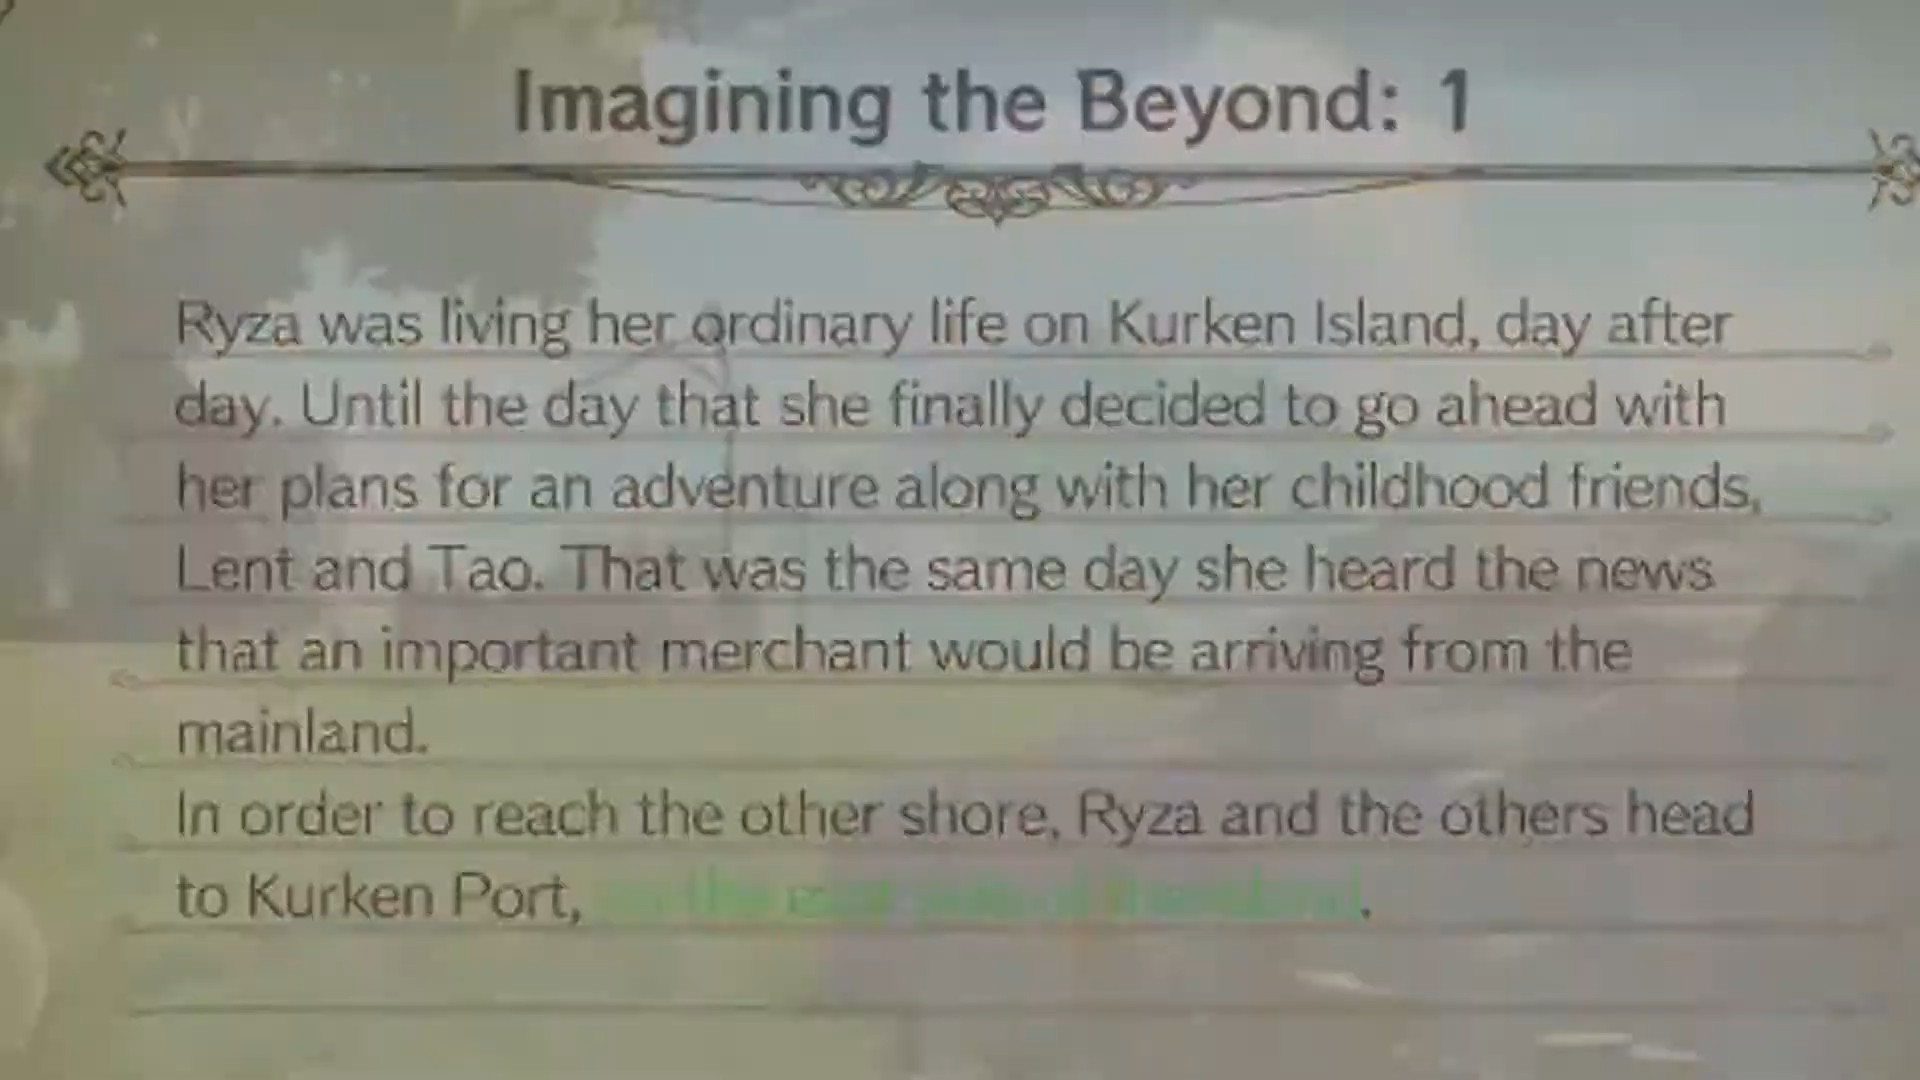 Imagining the Beyond: 1
Ryza was living her ordinary life on Kurken Island, day after
day. Until the day that she finally decided to go ahead with
her plans for an adventure along with her childhood friends,
Lent and Tao. That was the same day she heard the news
that an important merchant would be arriving from the
mainland.
In order to reach the other shore, Ryza and the others head
to Kurken Port, the .